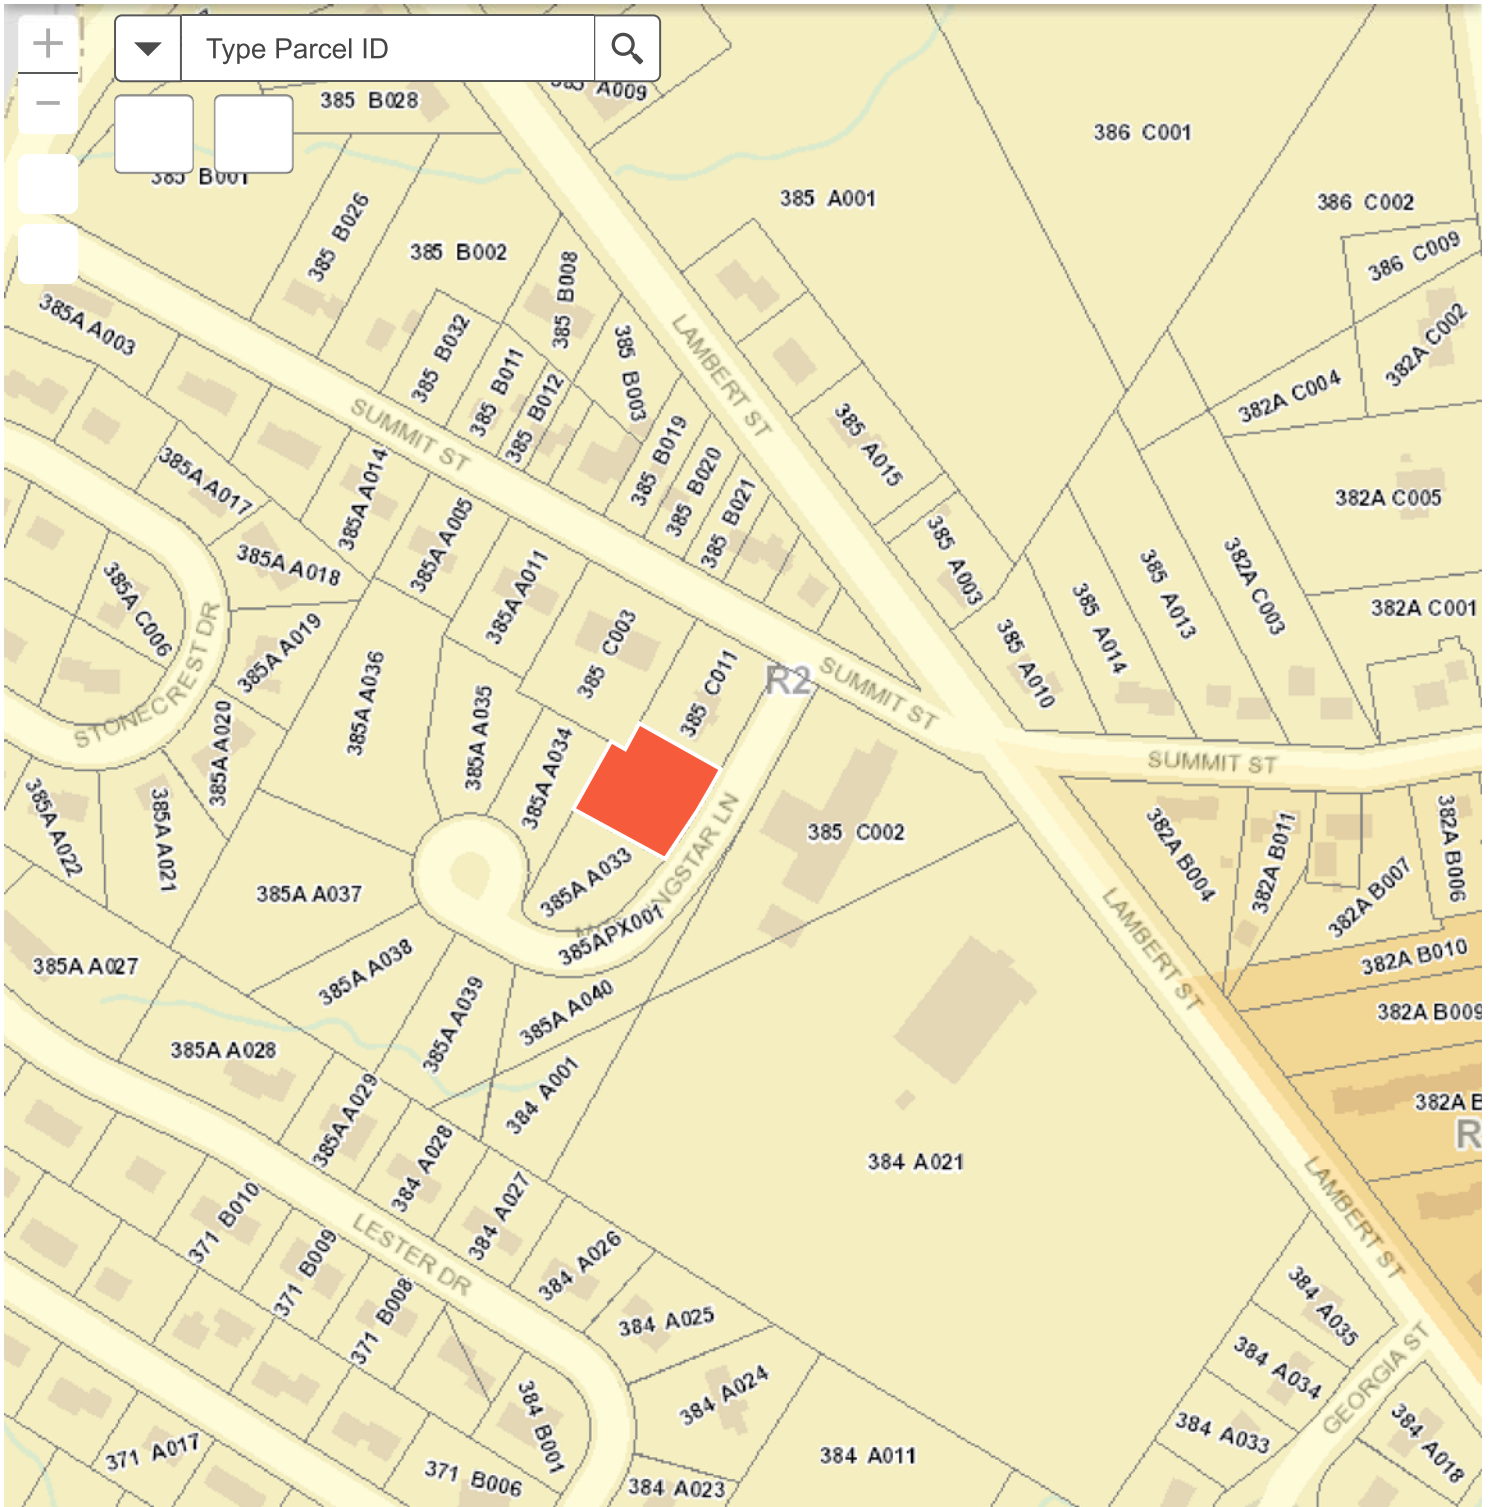 Type Parcel ID
385 B028
385 A009
386 C001
385 B001
385 A001
386 C002
385 B026
385 B002
386 C009
385 B008
385A A003
385 B032
385 B003
LAMBERT ST
382A C002
385 B011
385 B012
382A C004
SUMMIT ST
385 A015
385 B019
385 B020
385 B021
385A A017
385A A014
382A C005
385A A005
385 A003
385A A018
385A A011
382A C003
385 A013
382A C001
385A C006
385 A014
385A A019
385 C003
385 A010
STONECREST DR
385A A036
385 C011
R2
SUMMIT ST
385A A035
385A A020
385A A034
SUMMIT ST
385A A022
385A A021
385 C002
382A B004
382A B011
382A B006
385A A037
385A A033
382A B007
NGSTAR LN
385APX001
LAMBERT ST
382A B010
385A A027
385A A038
385A A039
385A A040
382A B009
385A A028
385A A029
384 A001
382A B
R
384 A028
384 A021
384 A027
371 B010
LAMBERT ST
LESTER DR
371 B009
384 A026
371 B008
384 A025
384 A035
384 A034
GEORGIA ST
384 A024
384 B001
384 A033
384 A018
371 A017
371 B006
384 A011
384 A023